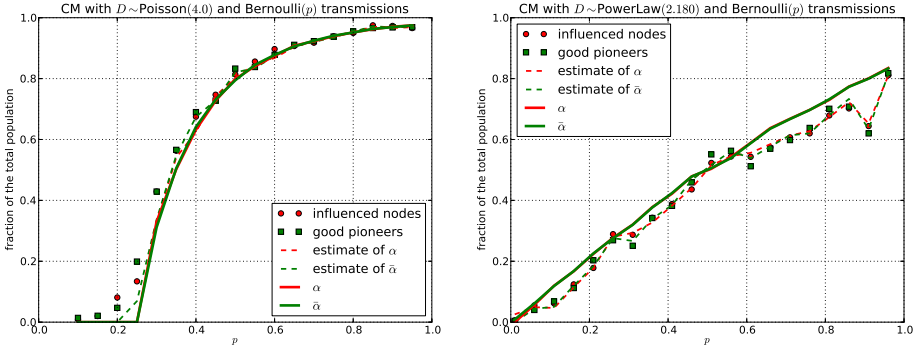 CM with D∼Poisson(4.0) and Bernoulli(p) transmissions
1.0
0.8
0.6
0.4
0.2
0.0
fraction of the total population
influenced nodes
good pioneers
estimate of α
estimate of ᾱ
α
ᾱ
0.0 0.2 0.4 0.6 0.8 1.0
p
CM with D∼PowerLaw(2.180) and Bernoulli(p) transmissions
1.0
0.8
0.6
0.4
0.2
0.0
fraction of the total population
influenced nodes
good pioneers
estimate of α
estimate of ᾱ
α
ᾱ
0.0 0.2 0.4 0.6 0.8 1.0
p